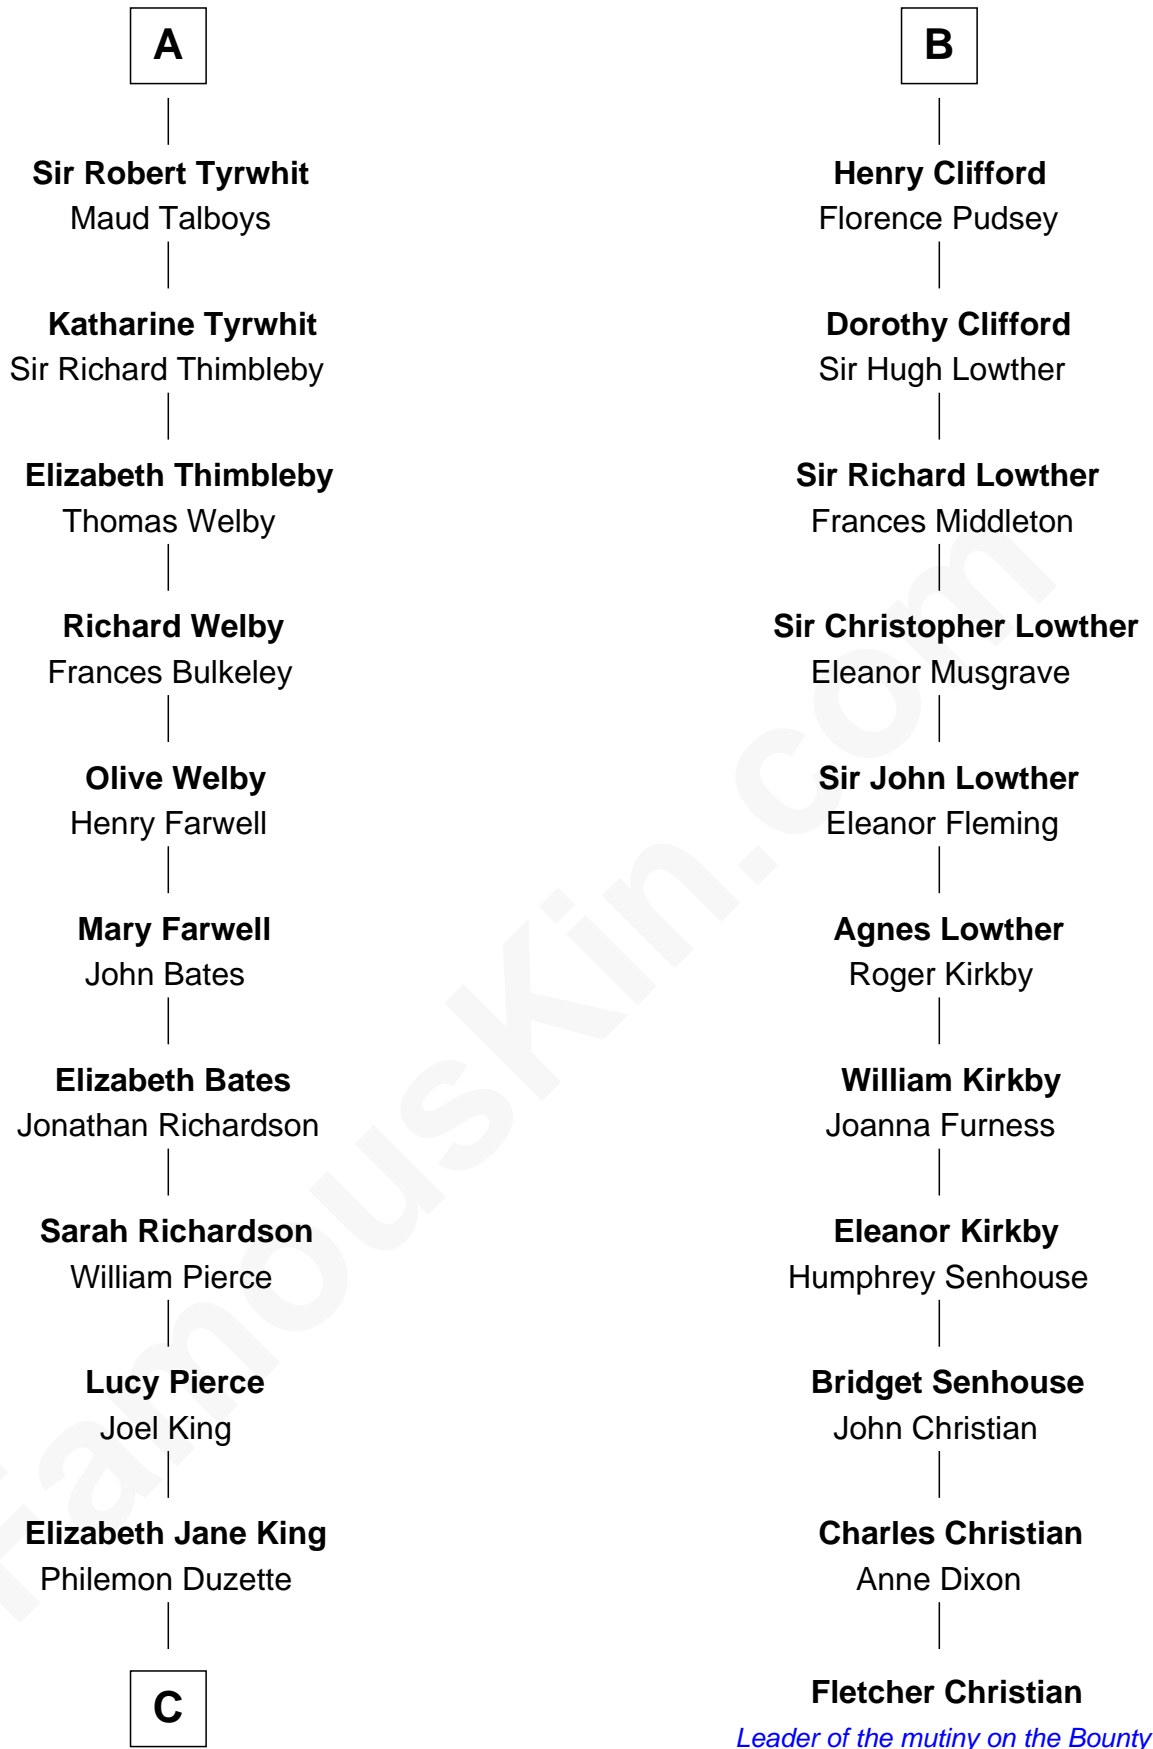 A
Sir Robert Tyrwhit
Maud Talboys
Katharine Tyrwhit
Sir Richard Thimbleby
Elizabeth Thimbleby
Thomas Welby
Richard Welby
Frances Bulkeley
Olive Welby
Henry Farwell
Mary Farwell
John Bates
Elizabeth Bates
Jonathan Richardson
Sarah Richardson
William Pierce
Lucy Pierce
Joel King
Elizabeth Jane King
Philemon Duzette
C
B
Henry Clifford
Florence Pudsey
Dorothy Clifford
Sir Hugh Lowther
Sir Richard Lowther
Frances Middleton
Sir Christopher Lowther
Eleanor Musgrave
Sir John Lowther
Eleanor Fleming
Agnes Lowther
Roger Kirkby
William Kirkby
Joanna Furness
Eleanor Kirkby
Humphrey Senhouse
Bridget Senhouse
John Christian
Charles Christian
Anne Dixon
Fletcher Christian
Leader of the mutiny on the Bounty
FamousKin.com